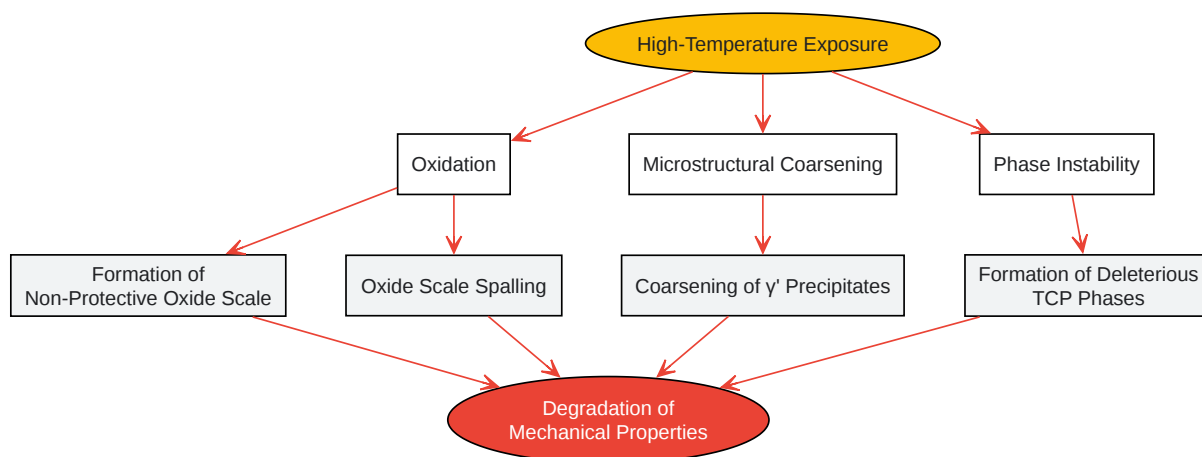 High-Temperature Exposure
Oxidation
Microstructural Coarsening
Phase Instability
Formation of
Non-Protective Oxide Scale
Oxide Scale Spalling
Coarsening of γ' Precipitates
Formation of Deleterious
TCP Phases
Degradation of
Mechanical Properties